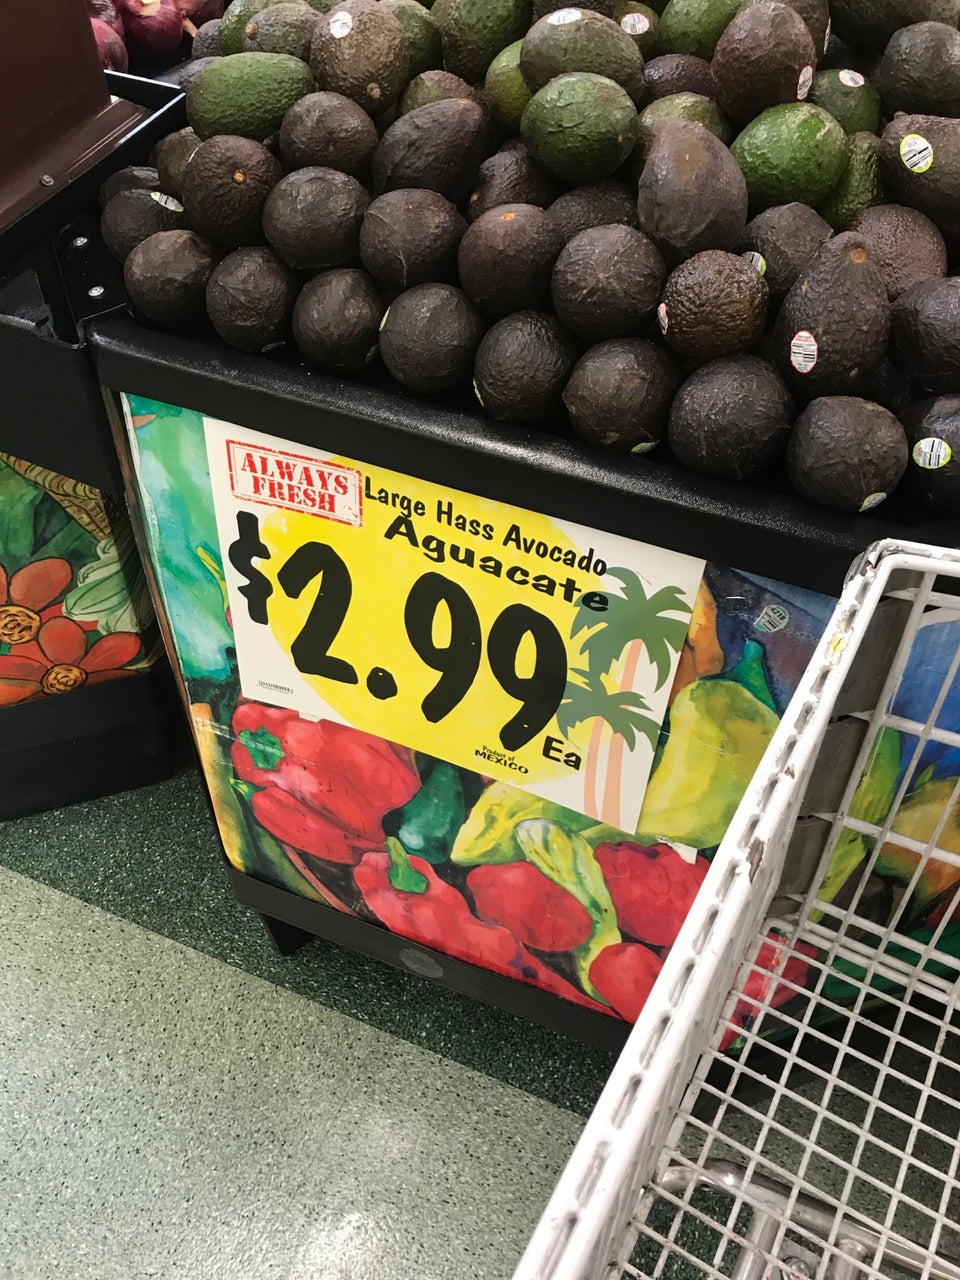 ALWAYS
FRESH
Large Hass Avocado
Aguacate
$2.99
Ea
Product of
MEXICO